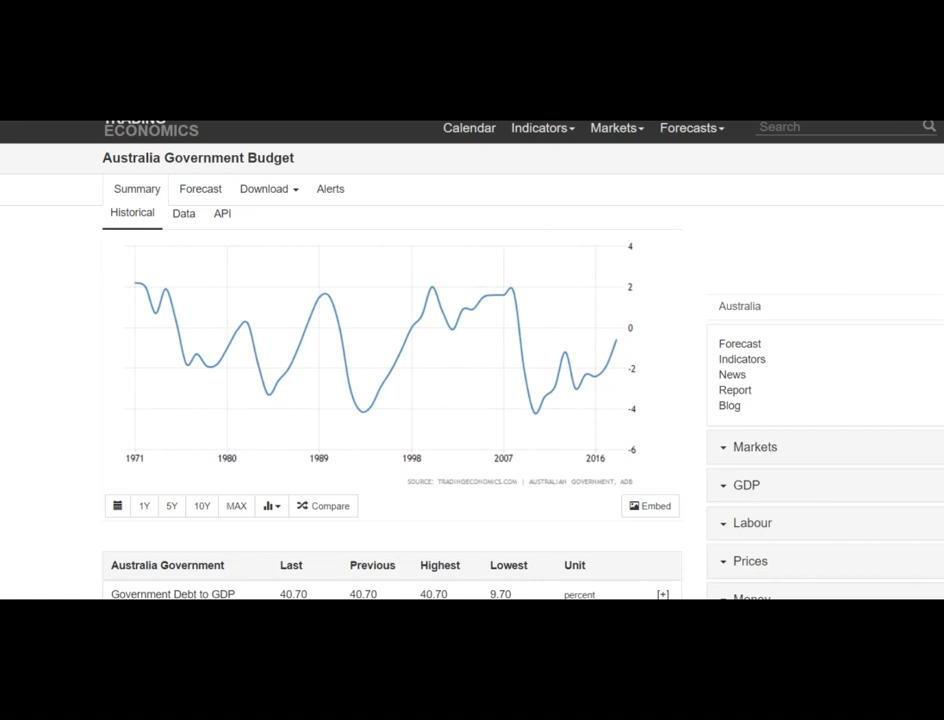 TRADING
ECONOMICS
Calendar Indicators Markets Forecasts Search
Australia Government Budget
Summary Forecast Download Alerts
Historical Data API
4
2
0
-2
-4
-6
1971 1980 1989 1998 2007 2016
SOURCE: TRADINGECONOMICS.COM | AUSTRALIAN GOVERNMENT, ADB
1Y 5Y 10Y MAX Compare Embed
Australia Government Last Previous Highest Lowest Unit
Government Debt to GDP 40.70 40.70 40.70 9.70 percent [+]
Australia
Forecast
Indicators
News
Report
Blog
Markets
GDP
Labour
Prices
Money